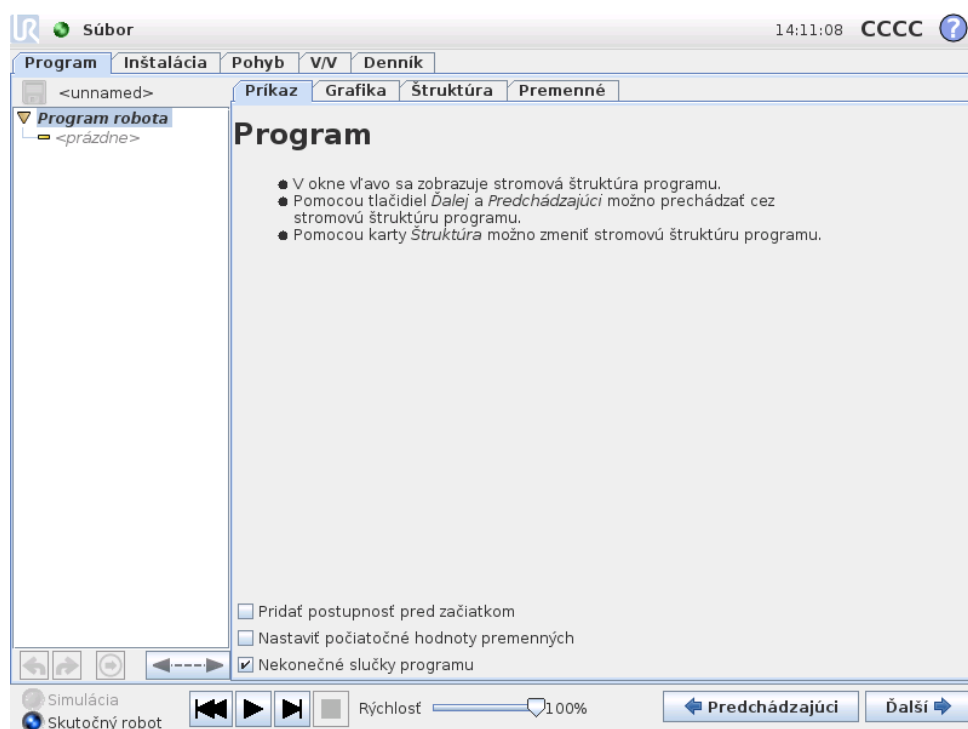 UR Súbor 14:11:08 CCCC ?
Program Inštalácia Pohyb V/V Denník
<unnamed> Príkaz Grafika Štruktúra Premenné
Program robota
<prázdne>
Program
V okne vľavo sa zobrazuje stromová štruktúra programu.
Pomocou tlačidiel Ďalej a Predchádzajúci možno prechádzať cez
stromovú štruktúru programu.
Pomocou karty Štruktúra možno zmeniť stromovú štruktúru programu.
Pridať postupnosť pred začiatkom
Nastaviť počiatočné hodnoty premenných
Nekonečné slučky programu
Simulácia
Skutočný robot
Rýchlosť 100% Predchádzajúci Ďalší